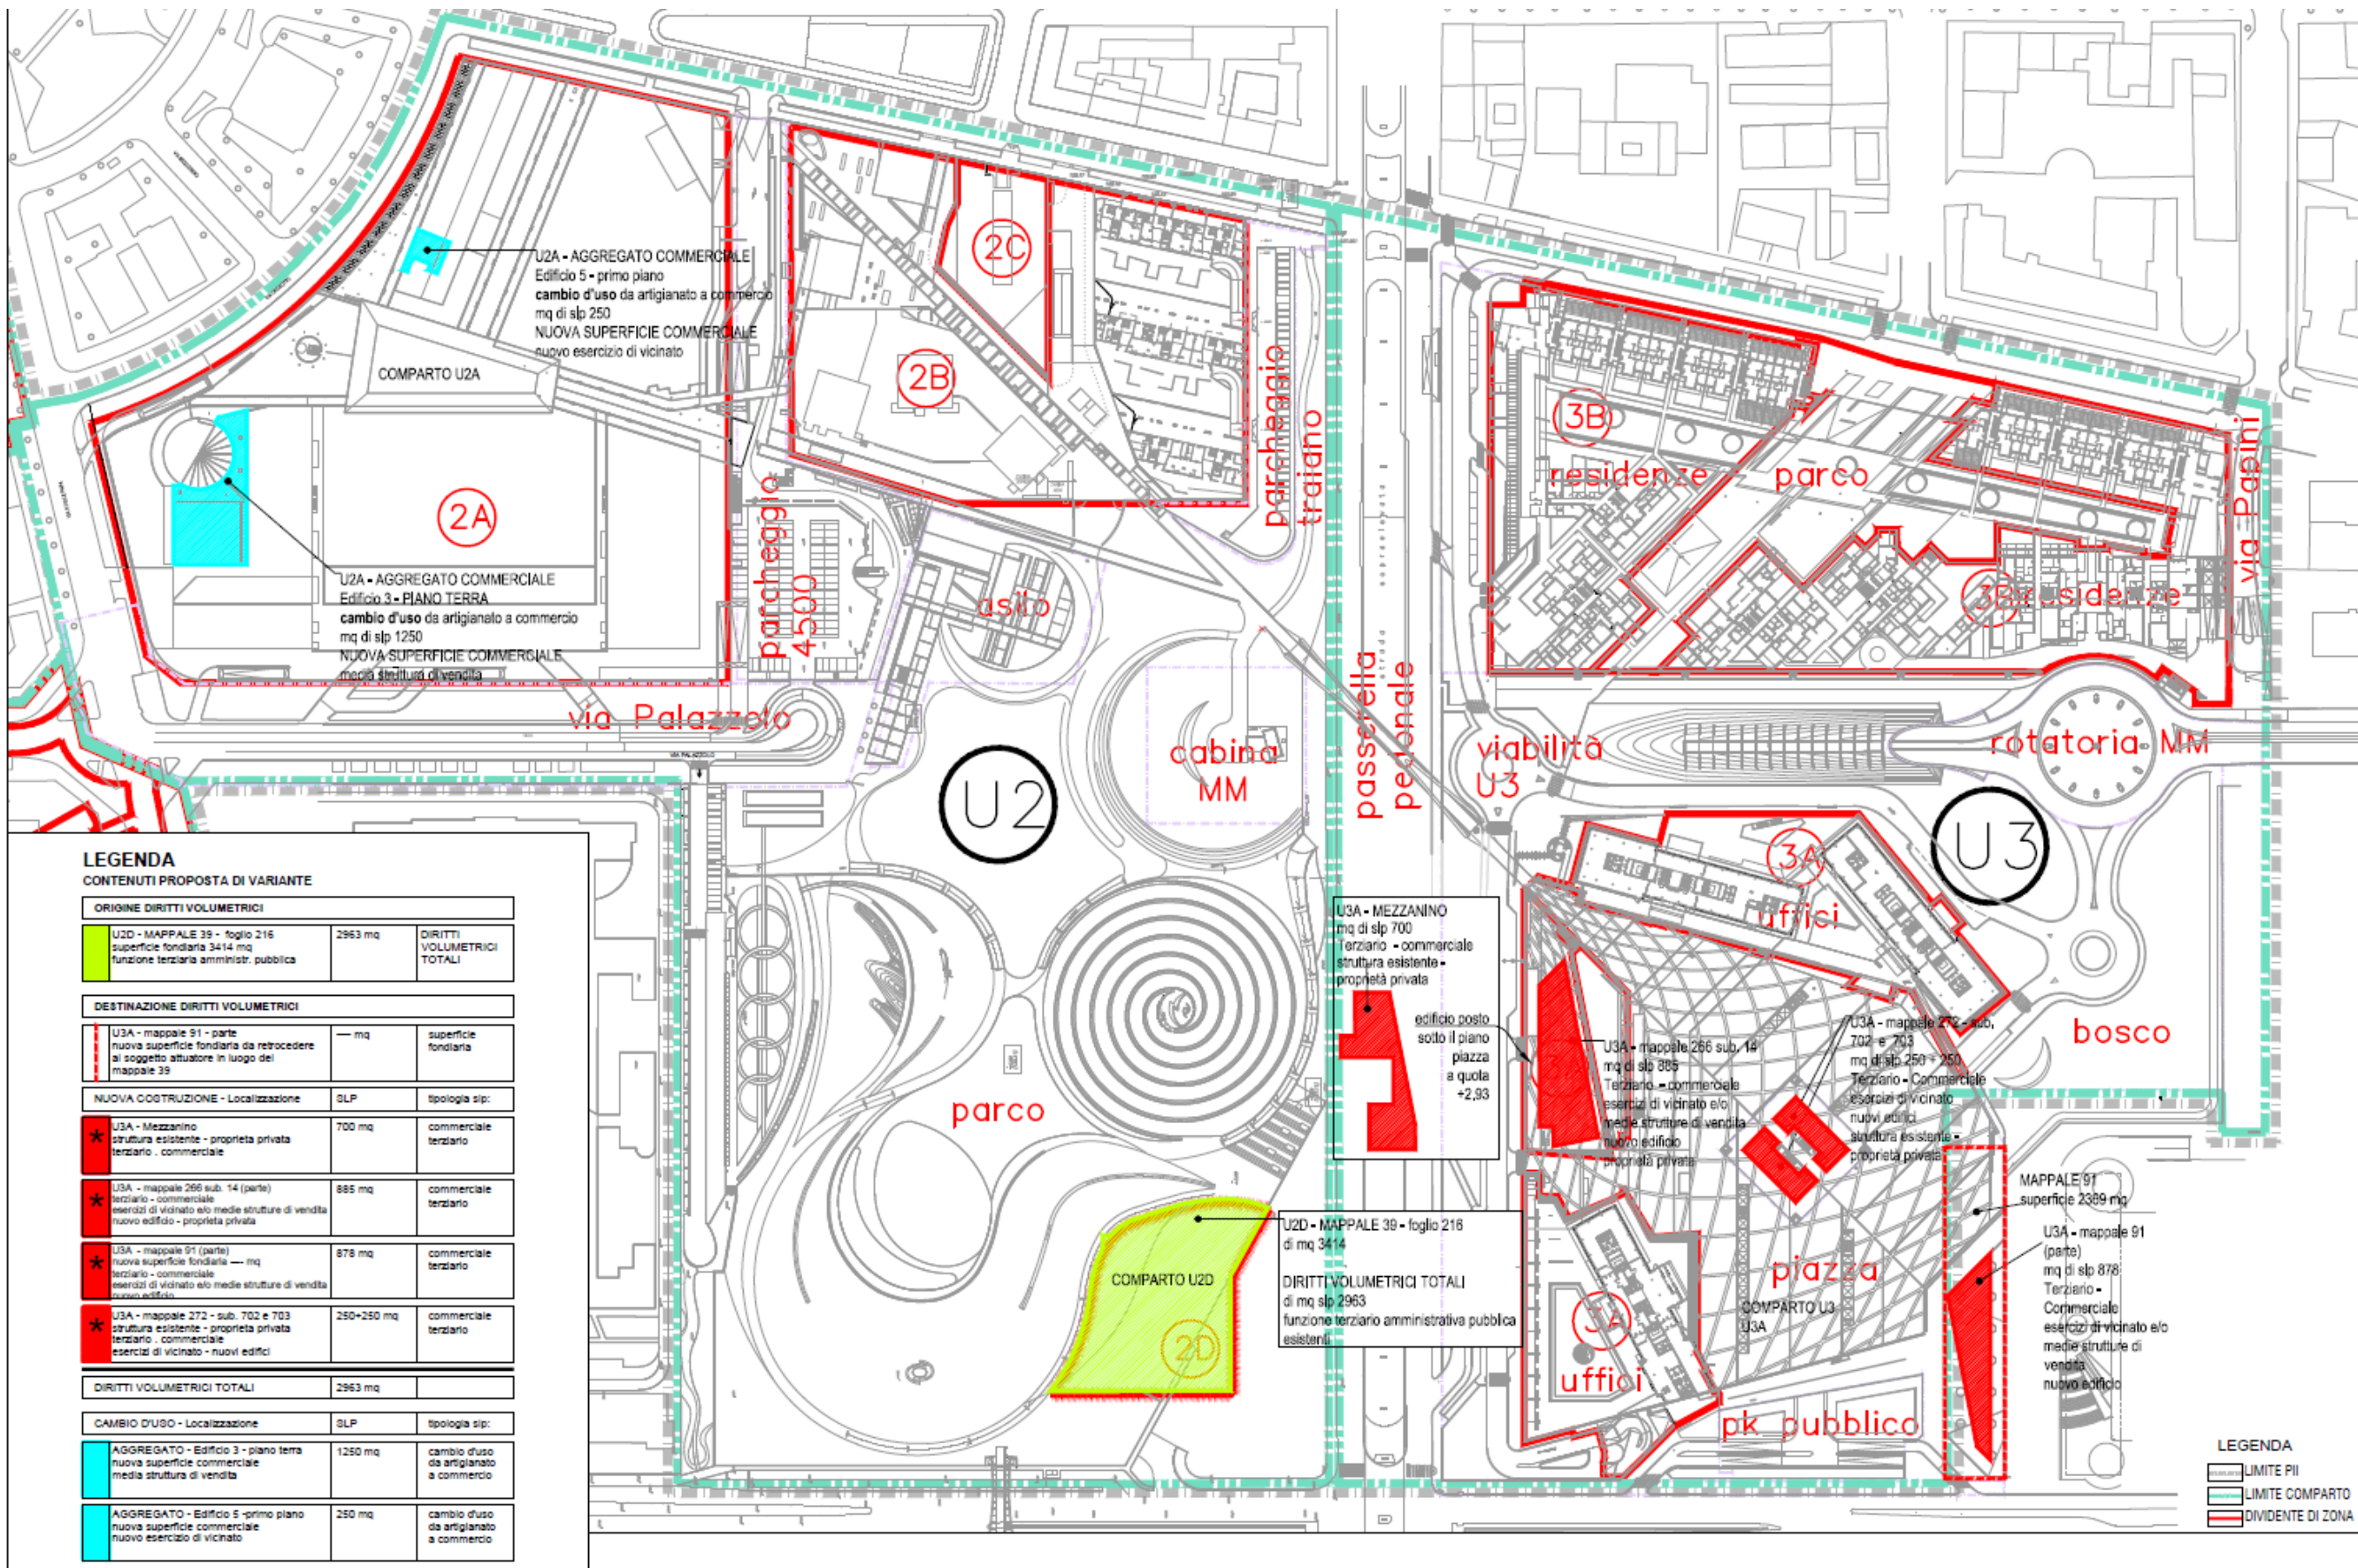 U2A - AGGREGATO COMMERCIALE
Edificio 5 - primo piano
cambio d'uso da artigianato a commercio
mq di slp 250
NUOVA SUPERFICIE COMMERCIALE
nuovo esercizio di vicinato
COMPARTO U2A
2A
U2A - AGGREGATO COMMERCIALE
Edificio 3 - PIANO TERRA
cambio d'uso da artigianato a commercio
mq di slp 1250
NUOVA SUPERFICIE COMMERCIALE
media struttura di vendita
2C
2B
parcheggio
traiano
parcheggio
4500
asilo
via Palazzolo
VIA PALAZZOLO
U2
cabina
MM
passerella
pedonale
strada sopraelevata
parco
COMPARTO U2D
2D
U2D - MAPPALE 39 - foglio 216
di mq 3414
DIRITTI VOLUMETRICI TOTALI
di mq slp 2963
funzione terziario amministrativa pubblica
esistenti
3B
residenze
parco
via Papini
3B
residenze
viabilità
U3
rotatoria MM
U3
3A
uffici
bosco
U3A - MEZZANINO
mq di slp 700
Terziario - commerciale
struttura esistente -
proprietà privata
edificio posto
sotto il piano
piazza
a quota
+2,93
3A
U3A - mappale 266 sub. 14
mq di slp 885
Terziario - commerciale
esercizi di vicinato e/o
medie strutture di vendita
nuovo edificio
proprietà privata
U3A - mappale 272 - sub.
702 e 703
mq di slp 250 + 250
Terziario - Commerciale
esercizi di vicinato
nuovi edifici
struttura esistente -
proprietà privata
MAPPALE 91
superficie 2369 mq
U3A - mappale 91
(parte)
mq di slp 878
Terziario -
Commerciale
esercizi di vicinato e/o
medie strutture di
vendita
nuovo edificio
piazza
COMPARTO U3
U3A
3A
uffici
pk pubblico
LEGENDA
CONTENUTI PROPOSTA DI VARIANTE
ORIGINE DIRITTI VOLUMETRICI
U2D - MAPPALE 39 - foglio 216 2963 mq DIRITTI
superficie fondiaria 3414 mq VOLUMETRICI
funzione terziaria amministr. pubblica TOTALI
DESTINAZIONE DIRITTI VOLUMETRICI
U3A - mappale 91 - parte — mq superficie
nuova superficie fondiaria da retrocedere fondiaria
al soggetto attuatore in luogo del
mappale 39
NUOVA COSTRUZIONE - Localizzazione SLP tipologia slp:
* U3A - Mezzanino 700 mq commerciale
struttura esistente - proprieta privata terziario
terziario . commerciale
* U3A - mappale 266 sub. 14 (parte) 885 mq commerciale
terziario - commerciale terziario
esercizi di vicinato e/o medie strutture di vendita
nuovo edificio - proprieta privata
* U3A - mappale 91 (parte) 878 mq commerciale
nuova superficie fondiaria —- mq terziario
terziario - commerciale
esercizi di vicinato e/o medie strutture di vendita
nuovo edificio
* U3A - mappale 272 - sub. 702 e 703 250+250 mq commerciale
struttura esistente - proprieta privata terziario
terziario . commerciale
esercizi di vicinato - nuovi edifici
DIRITTI VOLUMETRICI TOTALI 2963 mq
CAMBIO D'USO - Localizzazione SLP tipologia slp:
AGGREGATO - Edificio 3 - piano terra 1250 mq cambio d'uso
nuova superficie commerciale da artigianato
media struttura di vendita a commercio
AGGREGATO - Edificio 5 -primo piano 250 mq cambio d'uso
nuova superficie commerciale da artigianato
nuovo esercizio di vicinato a commercio
LEGENDA
LIMITE PII
LIMITE COMPARTO
DIVIDENTE DI ZONA